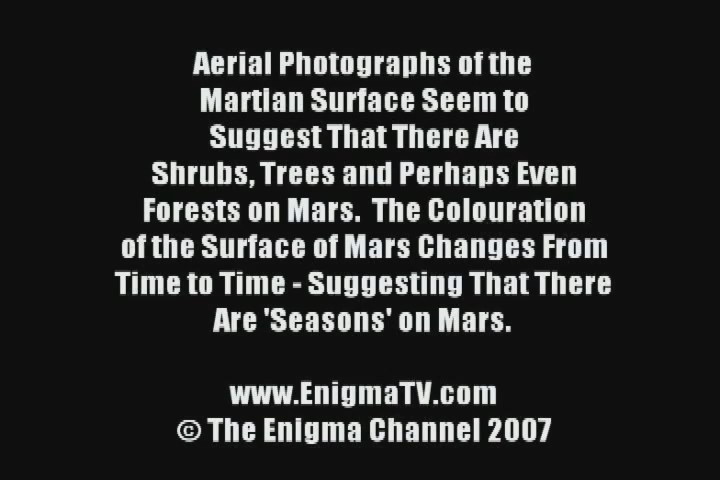 Aerial Photographs of the
Martian Surface Seem to
Suggest That There Are
Shrubs, Trees and Perhaps Even
Forests on Mars. The Colouration
of the Surface of Mars Changes From
Time to Time - Suggesting That There
Are 'Seasons' on Mars.
www.EnigmaTV.com
© The Enigma Channel 2007